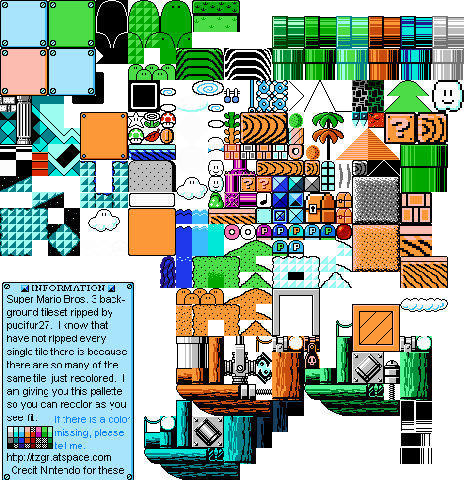 INFORMATION
Super Mario Bros. 3 back-
ground tileset ripped by
pucifur27. I know that
have not ripped every
single tile there is because
there are so many of the
same tile just recolored. I
am giving you this pallete
so you can recolor as you
see fit.
If there is a color
missing, please
tell me.
http://tzgr.atspace.com
Credit Nintendo for these